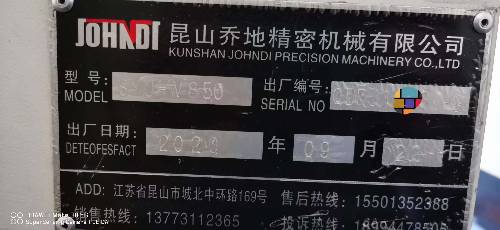 JOHNDI 昆山乔地精密机械有限公司
KUNSHAN JOHNDI PRECISION MACHINERY CO.,LTD
型号: 出厂编号:
MODEL SERIAL NO
出厂日期: 年 09 月 日
DETEOFESFACT
ADD: 江苏省昆山市城北中环路169号 售后热线: 15501352388
销售热线: 13773112365 投诉热线: